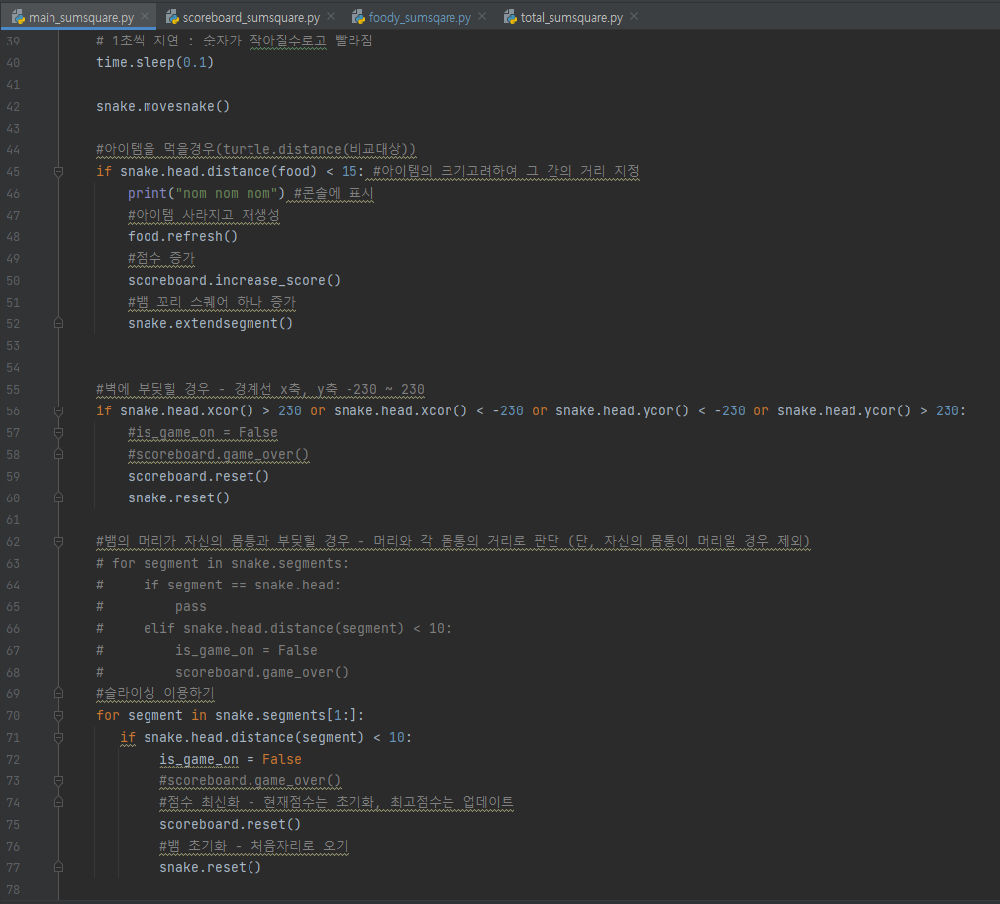 main_sumsquare.py scoreboard_sumsquare.py foody_sumsqare.py total_sumsquare.py
39 # 1초씩 지연 : 숫자가 작아질수로고 빨라짐
40 time.sleep(0.1)
41
42 snake.movesnake()
43
44 #아이템을 먹을경우(turtle.distance(비교대상))
45 if snake.head.distance(food) < 15: #아이템의 크기고려하여 그 간의 거리 지정
46 print("nom nom nom") #콘솔에 표시
47 #아이템 사라지고 재생성
48 food.refresh()
49 #점수 증가
50 scoreboard.increase_score()
51 #뱀 꼬리 스퀘어 하나 증가
52 snake.extendsegment()
53
54
55 #벽에 부딪힐 경우 - 경계선 x축, y축 -230 ~ 230
56 if snake.head.xcor() > 230 or snake.head.xcor() < -230 or snake.head.ycor() < -230 or snake.head.ycor() > 230:
57 #is_game_on = False
58 #scoreboard.game_over()
59 scoreboard.reset()
60 snake.reset()
61
62 #뱀의 머리가 자신의 몸통과 부딪힐 경우 - 머리와 각 몸통의 거리로 판단 (단, 자신의 몸통이 머리일 경우 제외)
63 # for segment in snake.segments:
64 # if segment == snake.head:
65 # pass
66 # elif snake.head.distance(segment) < 10:
67 # is_game_on = False
68 # scoreboard.game_over()
69 #슬라이싱 이용하기
70 for segment in snake.segments[1:]:
71 if snake.head.distance(segment) < 10:
72 is_game_on = False
73 #scoreboard.game_over()
74 #점수 최신화 - 현재점수는 초기화, 최고점수는 업데이트
75 scoreboard.reset()
76 #뱀 초기화 - 처음자리로 오기
77 snake.reset()
78